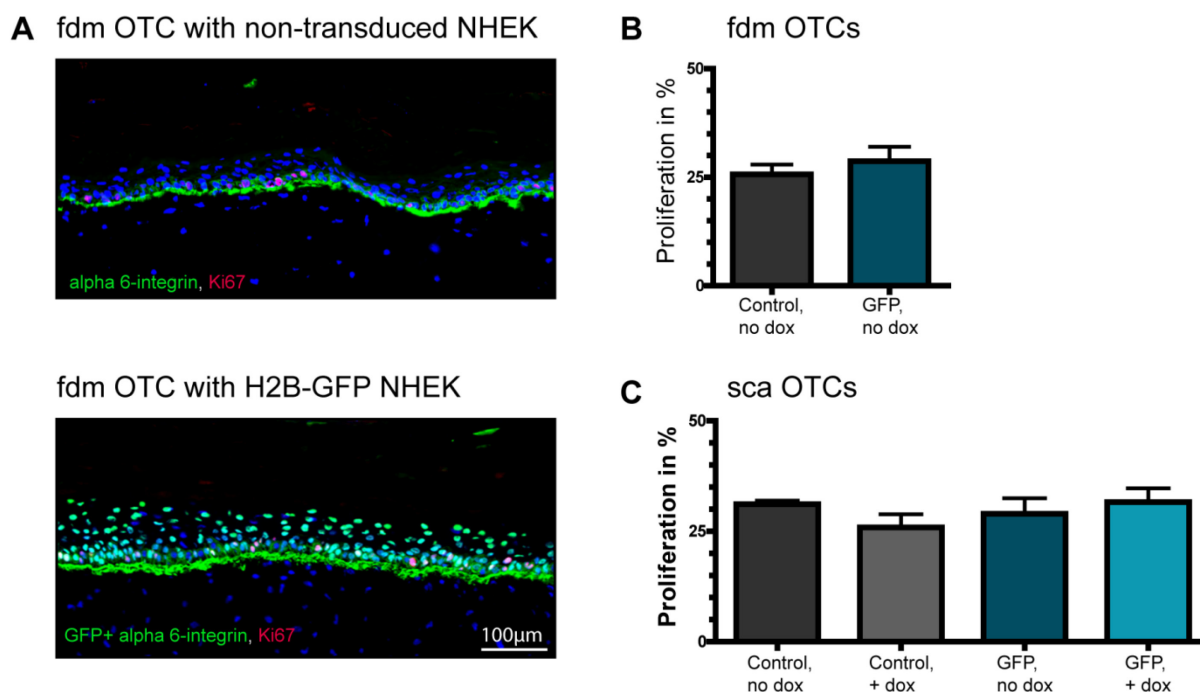 A fdm OTC with non-transduced NHEK
alpha 6-integrin, Ki67
fdm OTC with H2B-GFP NHEK
GFP+ alpha 6-integrin, Ki67
100µm
B fdm OTCs
Proliferation in %
50
25
0
Control,
no dox
GFP,
no dox
C sca OTCs
Proliferation in %
50
25
0
Control,
no dox
Control,
+ dox
GFP,
no dox
GFP,
+ dox